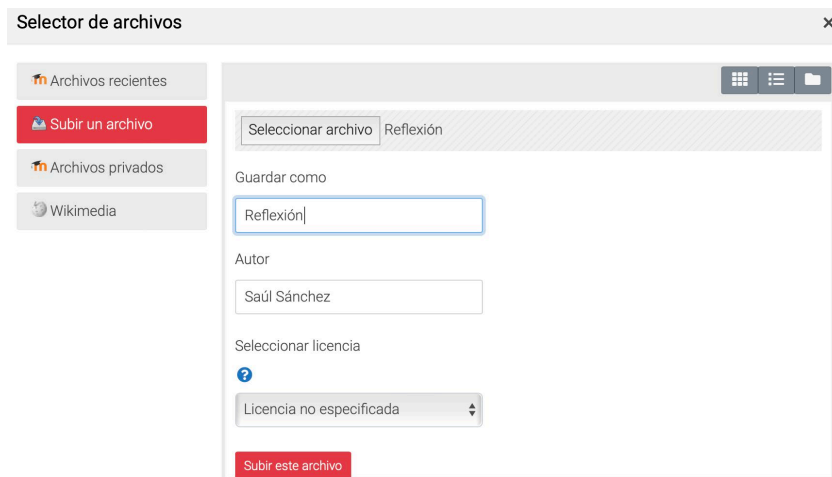 Selector de archivos
Archivos recientes
Subir un archivo
Archivos privados
Wikimedia
Seleccionar archivo Reflexión
Guardar como
Reflexión
Autor
Saúl Sánchez
Seleccionar licencia
Licencia no especificada
Subir este archivo